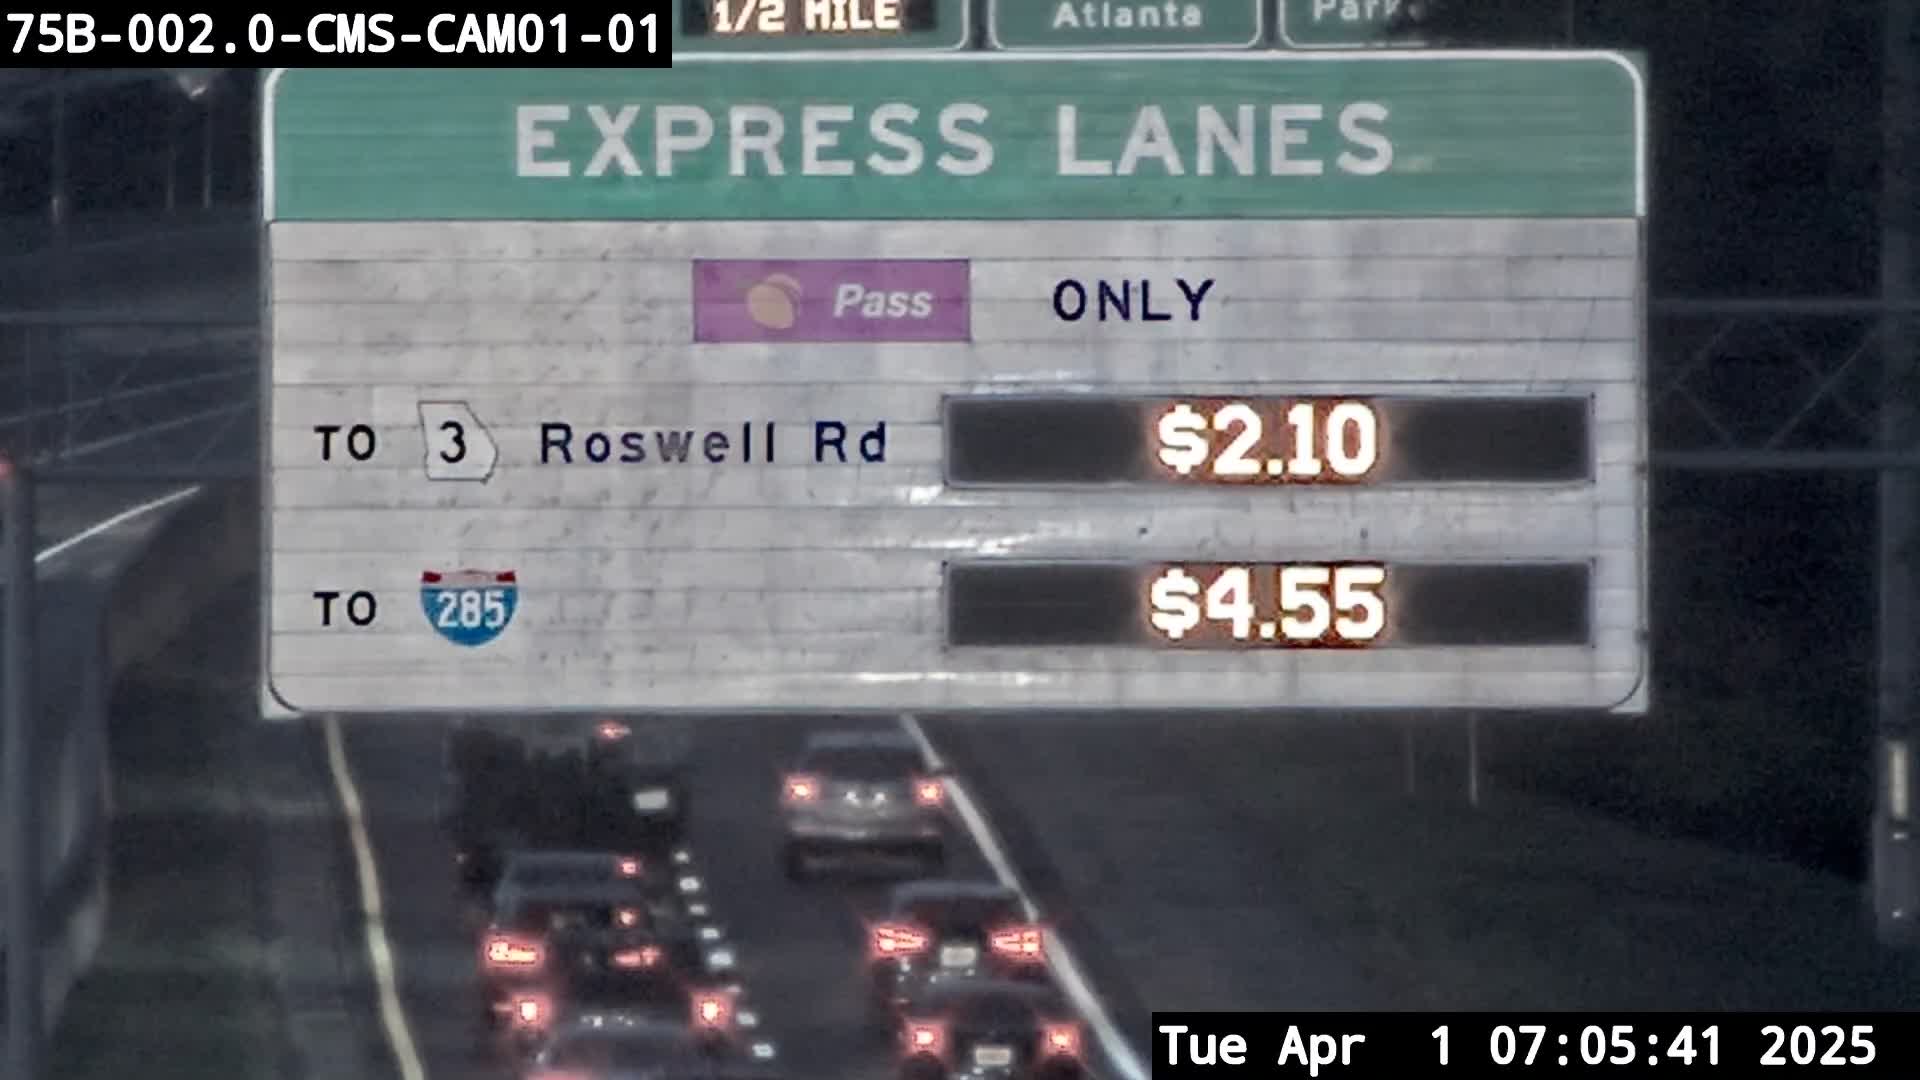 75B-002.0-CMS-CAM01-01
1/2 MILE
Atlanta
Park
EXPRESS LANES
Pass ONLY
TO 3 Roswell Rd $2.10
TO 285 $4.55
Tue Apr 1 07:05:41 2025